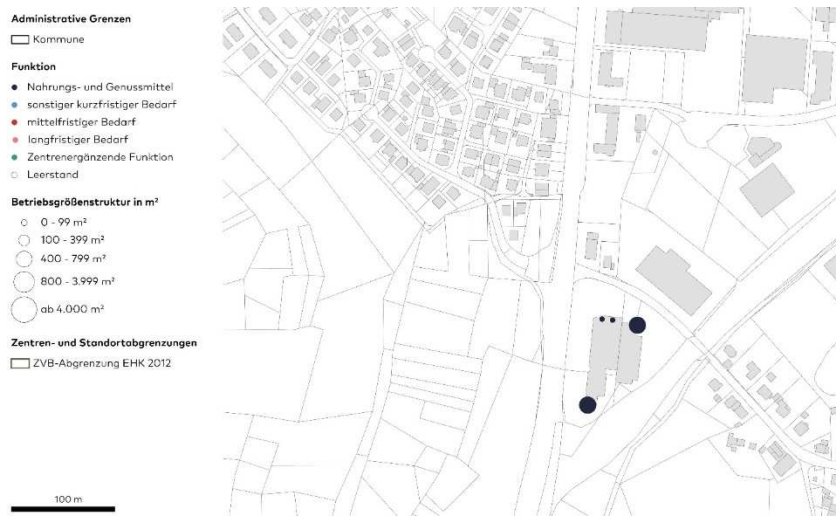 Administrative Grenzen
Kommune
Funktion
Nahrungs- und Genussmittel
sonstiger kurzfristiger Bedarf
mittelfristiger Bedarf
langfristiger Bedarf
Zentrenergänzende Funktion
Leerstand
Betriebsgrößenstruktur in m²
0 - 99 m²
100 - 399 m²
400 - 799 m²
800 - 3.999 m²
ab 4.000 m²
Zentren- und Standortabgrenzungen
ZVB-Abgrenzung EHK 2012
100 m